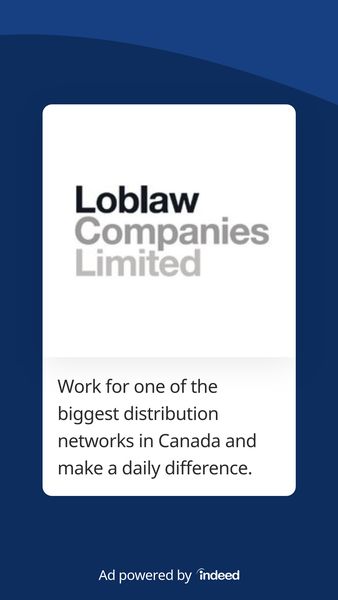 Loblaw
Companies
Limited
Work for one of the
biggest distribution
networks in Canada and
make a daily difference.
Ad powered by indeed